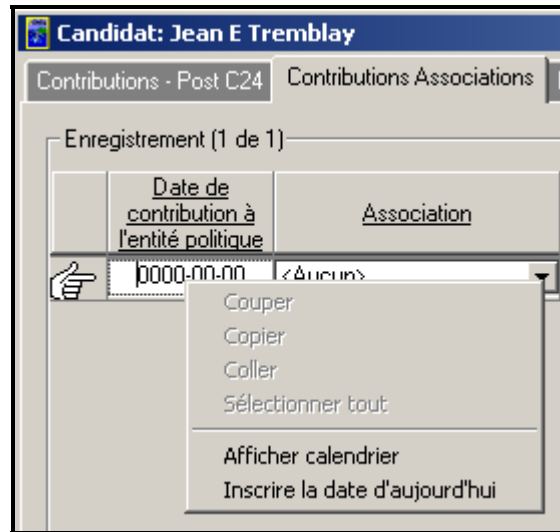 Candidat: Jean E Tremblay
Contributions - Post C24
Contributions Associations
Enregistrement (1 de 1)
Date de
contribution à
l'entité politique
Association
0000-00-00
<Aucun>
Couper
Copier
Coller
Sélectionner tout
Afficher calendrier
Inscrire la date d'aujourd'hui